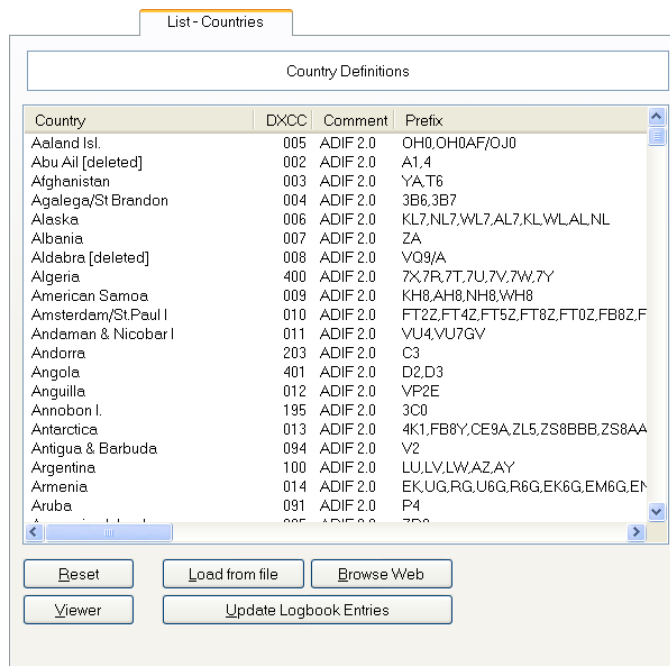 List - Countries
Country Definitions
Country DXCC Comment Prefix
Aaland Isl. 005 ADIF 2.0 OH0,OH0AF/OJ0
Abu Ail [deleted] 002 ADIF 2.0 A1,4
Afghanistan 003 ADIF 2.0 YA,T6
Agalega/St Brandon 004 ADIF 2.0 3B6,3B7
Alaska 006 ADIF 2.0 KL7,NL7,WL7,AL7,KL,WL,AL,NL
Albania 007 ADIF 2.0 ZA
Aldabra [deleted] 008 ADIF 2.0 VQ9/A
Algeria 400 ADIF 2.0 7X,7R,7T,7U,7V,7W,7Y
American Samoa 009 ADIF 2.0 KH8,AH8,NH8,WH8
Amsterdam/St.Paul I 010 ADIF 2.0 FT2Z,FT4Z,FT5Z,FT8Z,FT0Z,FB8Z,F
Andaman & Nicobar I 011 ADIF 2.0 VU4,VU7GV
Andorra 203 ADIF 2.0 C3
Angola 401 ADIF 2.0 D2,D3
Anguilla 012 ADIF 2.0 VP2E
Annobon I. 195 ADIF 2.0 3C0
Antarctica 013 ADIF 2.0 4K1,FB8Y,CE9A,ZL5,ZS8BBB,ZS8AA
Antigua & Barbuda 094 ADIF 2.0 V2
Argentina 100 ADIF 2.0 LU,LV,LW,AZ,AY
Armenia 014 ADIF 2.0 EK,UG,RG,U6G,R6G,EK6G,EM6G,EN
Aruba 091 ADIF 2.0 P4
Reset Load from file Browse Web
Viewer Update Logbook Entries